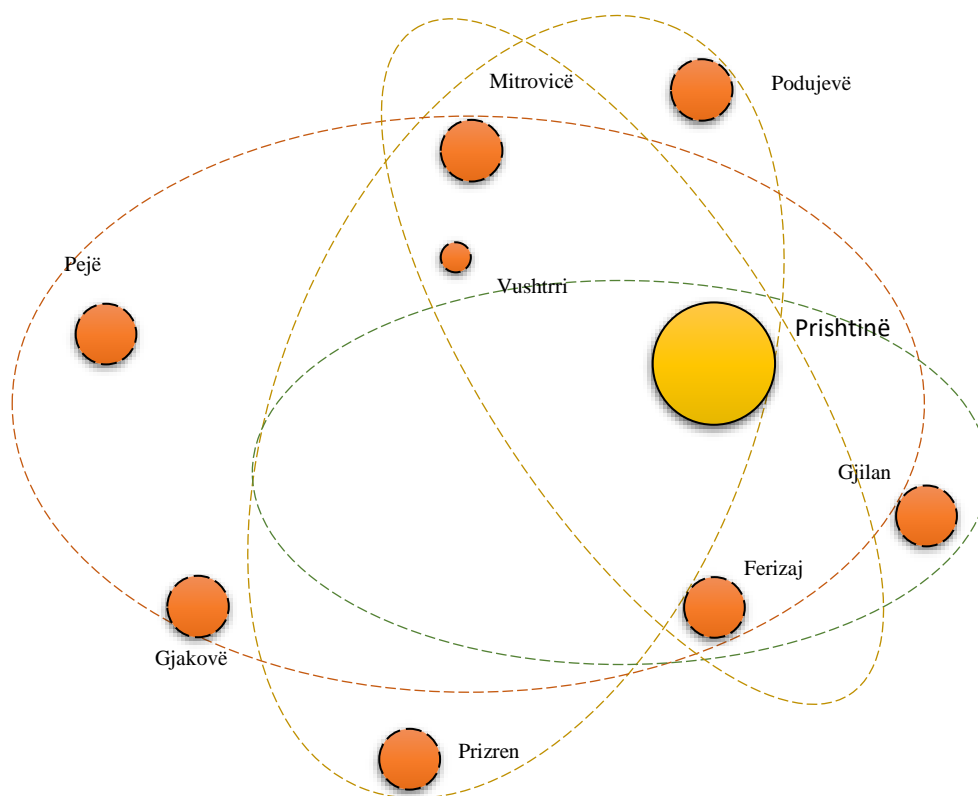 Mitrovicë
Podujevë
Pejë
Vushtrri
Prishtinë
Gjilan
Ferizaj
Gjakovë
Prizren